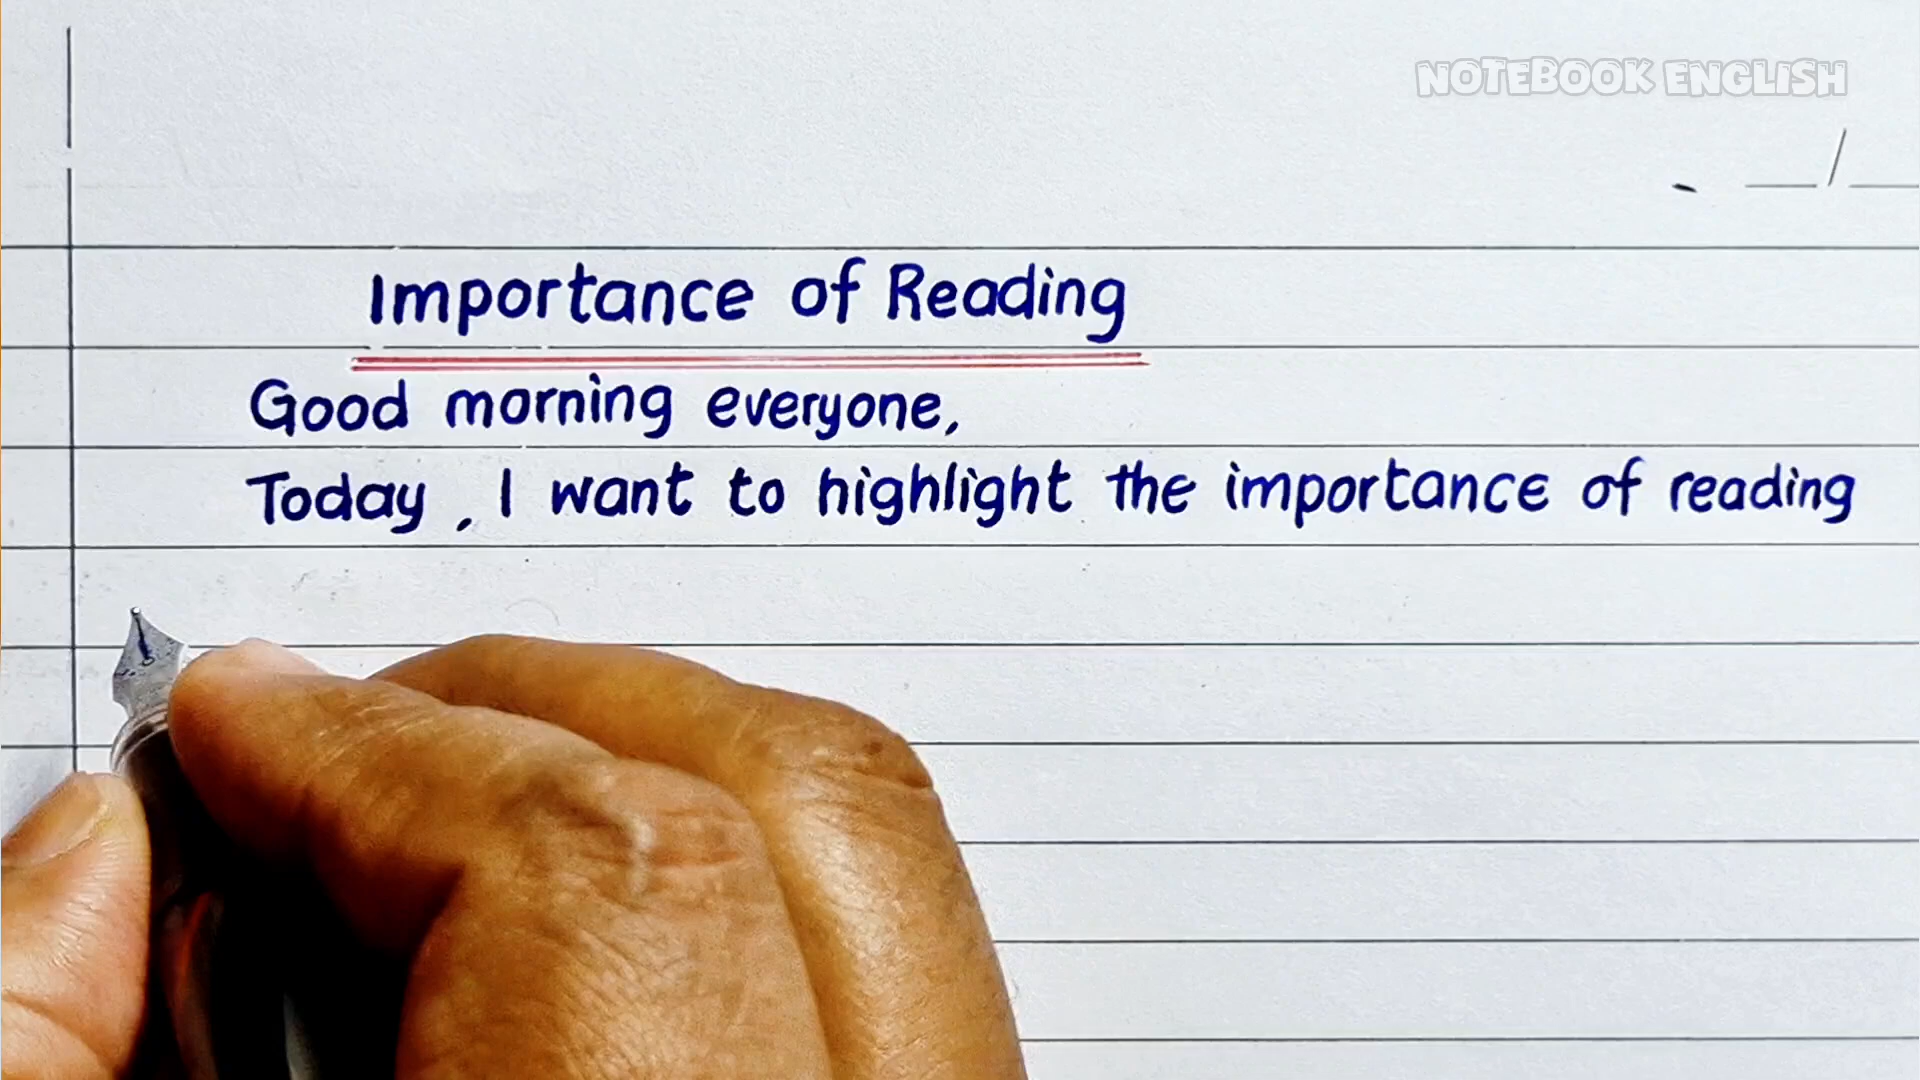 NOTEBOOK ENGLISH
Importance of Reading
Good morning everyone,
Today, I want to highlight the importance of reading